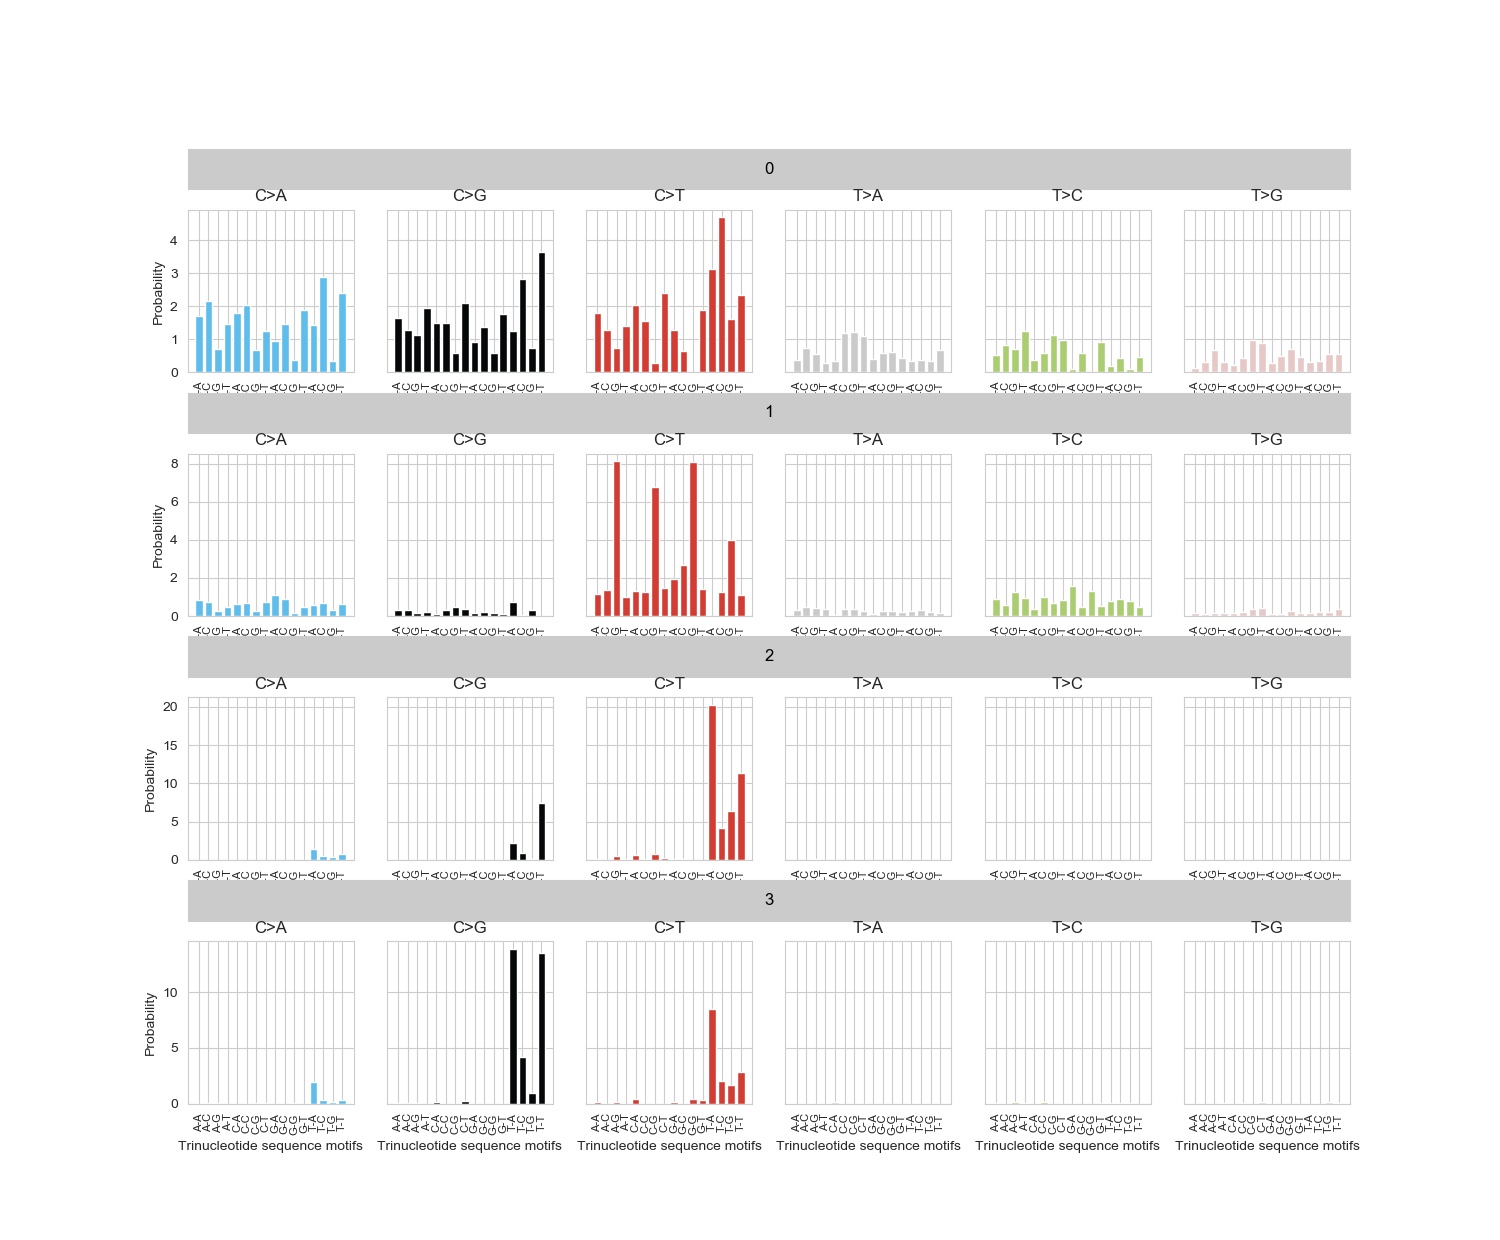 0
C>A C>G C>T T>A T>C T>G
Probability
4
3
2
1
0
-A -C -G -T -A -C -G -T -A -C -G -T -A -C -G -T
1
C>A C>G C>T T>A T>C T>G
Probability
8
6
4
2
0
-A -C -G -T -A -C -G -T -A -C -G -T -A -C -G -T
2
C>A C>G C>T T>A T>C T>G
Probability
20
15
10
5
0
-A -C -G -T -A -C -G -T -A -C -G -T -A -C -G -T
3
C>A C>G C>T T>A T>C T>G
Probability
10
5
0
A-A A-C A-G A-T C-A C-C C-G C-T G-A G-C G-G G-T T-A T-C T-G T-T
A-A A-C A-G A-T C-A C-C C-G C-T G-A G-C G-G G-T T-A T-C T-G T-T
A-A A-C A-G A-T C-A C-C C-G C-T G-A G-C G-G G-T T-A T-C T-G T-T
A-A A-C A-G A-T C-A C-C C-G C-T G-A G-C G-G G-T T-A T-C T-G T-T
A-A A-C A-G A-T C-A C-C C-G C-T G-A G-C G-G G-T T-A T-C T-G T-T
A-A A-C A-G A-T C-A C-C C-G C-T G-A G-C G-G G-T T-A T-C T-G T-T
Trinucleotide sequence motifs Trinucleotide sequence motifs Trinucleotide sequence motifs Trinucleotide sequence motifs Trinucleotide sequence motifs Trinucleotide sequence motifs